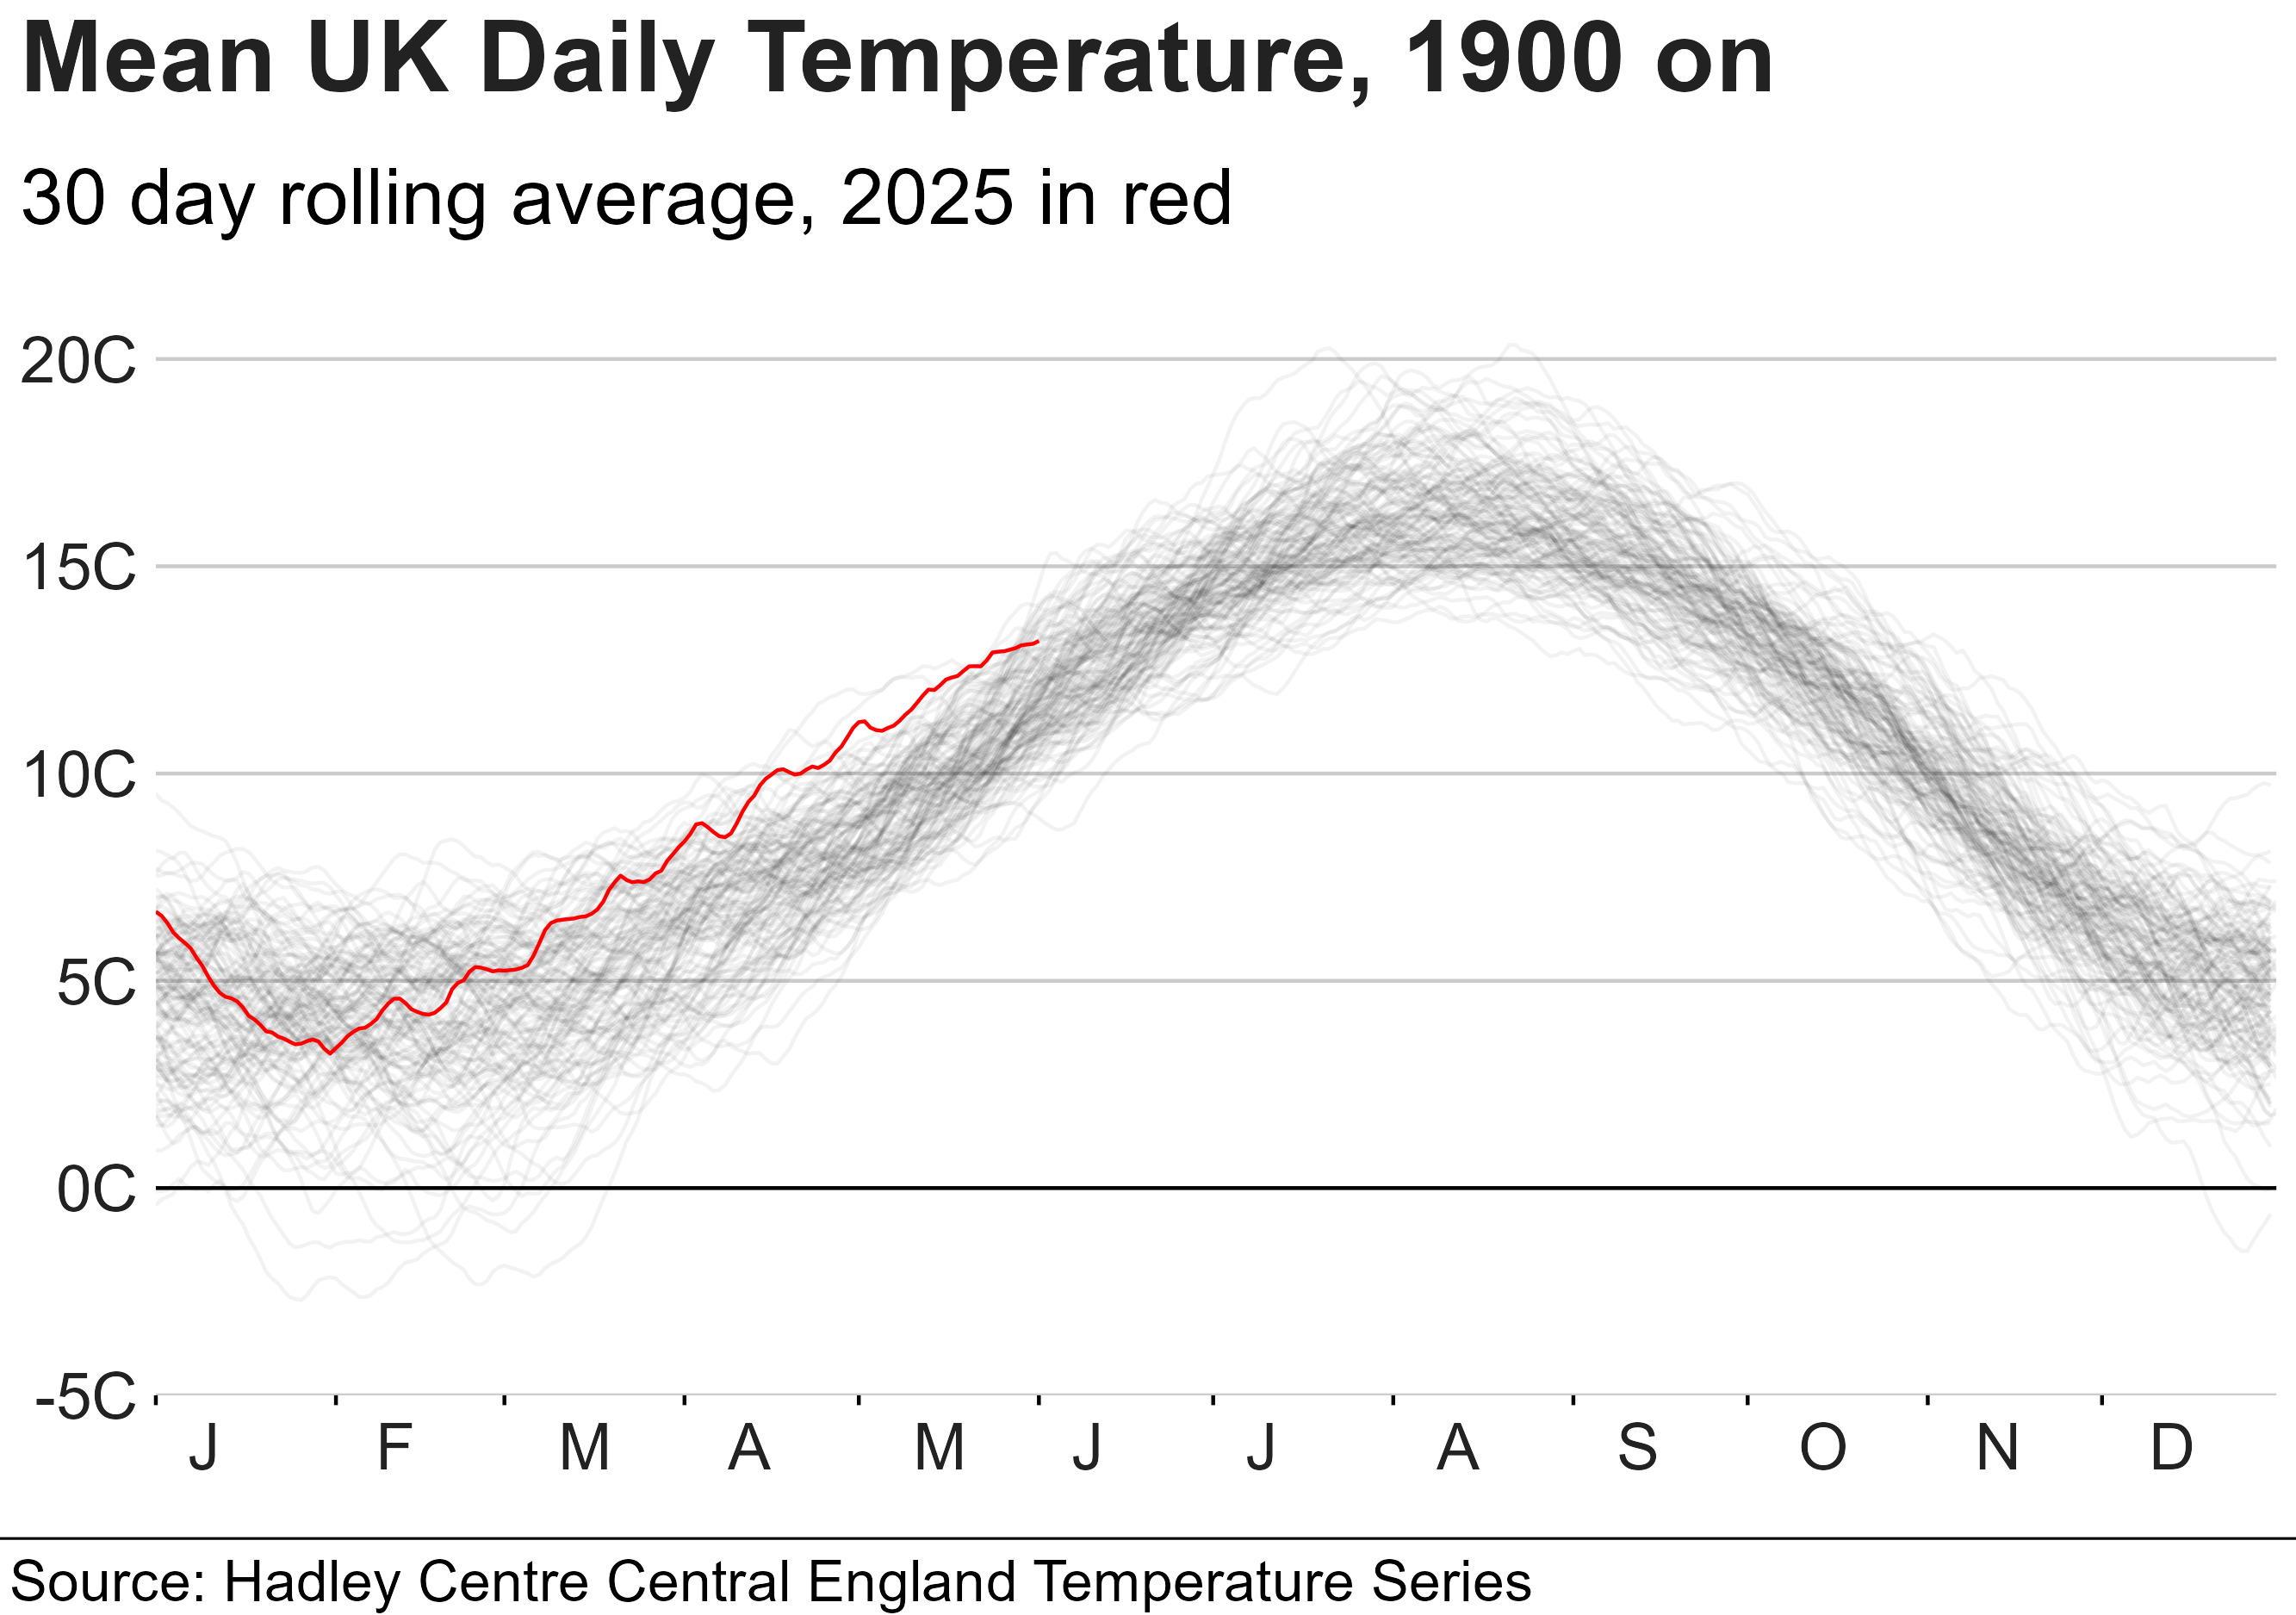 Mean UK Daily Temperature, 1900 on
30 day rolling average, 2025 in red
20C
15C
10C
5C
0C
-5C
J F M A M J J A S O N D
Source: Hadley Centre Central England Temperature Series